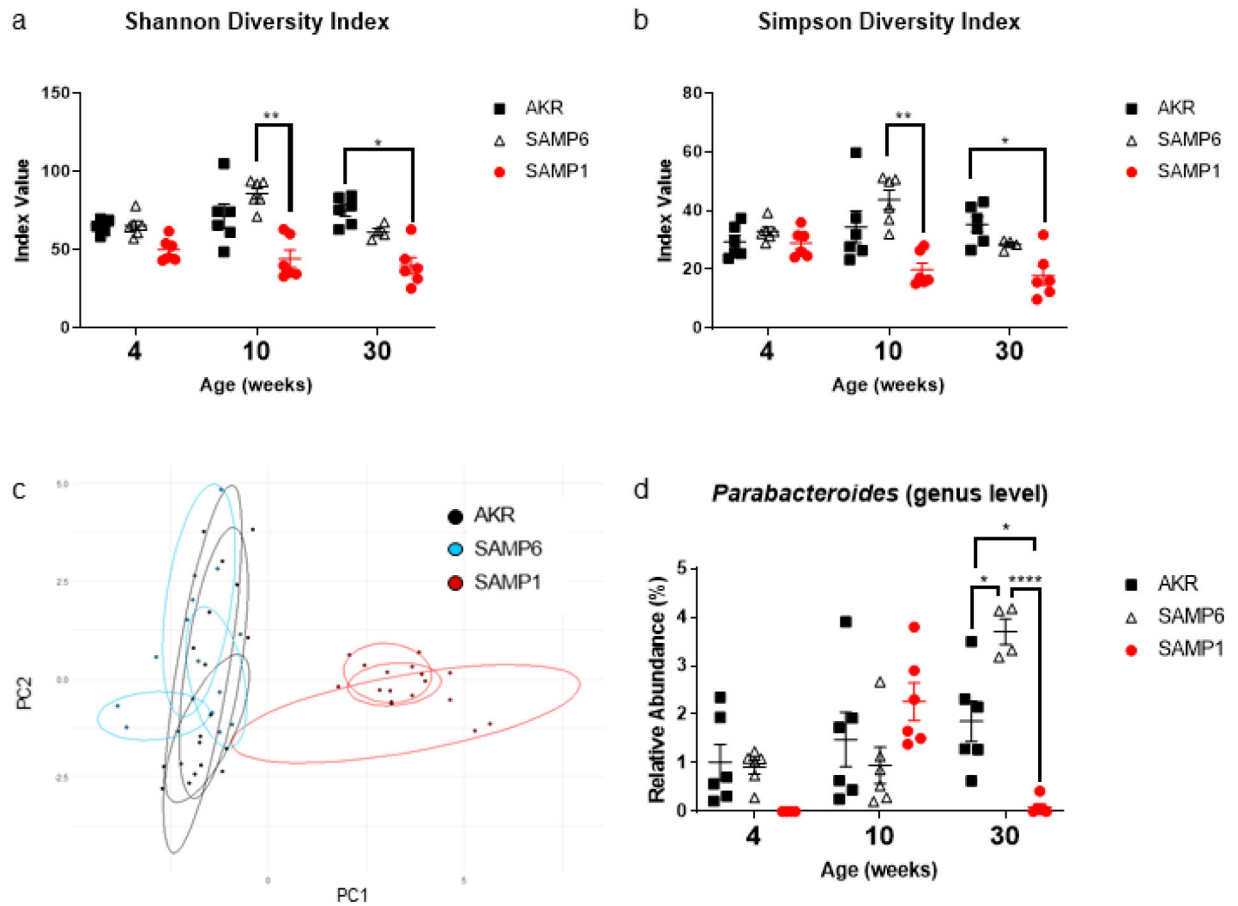 a
Shannon Diversity Index
150
100
50
0
Index Value
**
*
4
10
30
Age (weeks)
AKR
SAMP6
SAMP1
b
Simpson Diversity Index
80
60
40
20
0
Index Value
**
*
4
10
30
Age (weeks)
AKR
SAMP6
SAMP1
c
5.0
2.5
0.0
-2.5
PC2
0
5
PC1
AKR
SAMP6
SAMP1
d
Parabacteroides (genus level)
5
4
3
2
1
0
Relative Abundance (%)
*
*
****
4
10
30
Age (weeks)
AKR
SAMP6
SAMP1